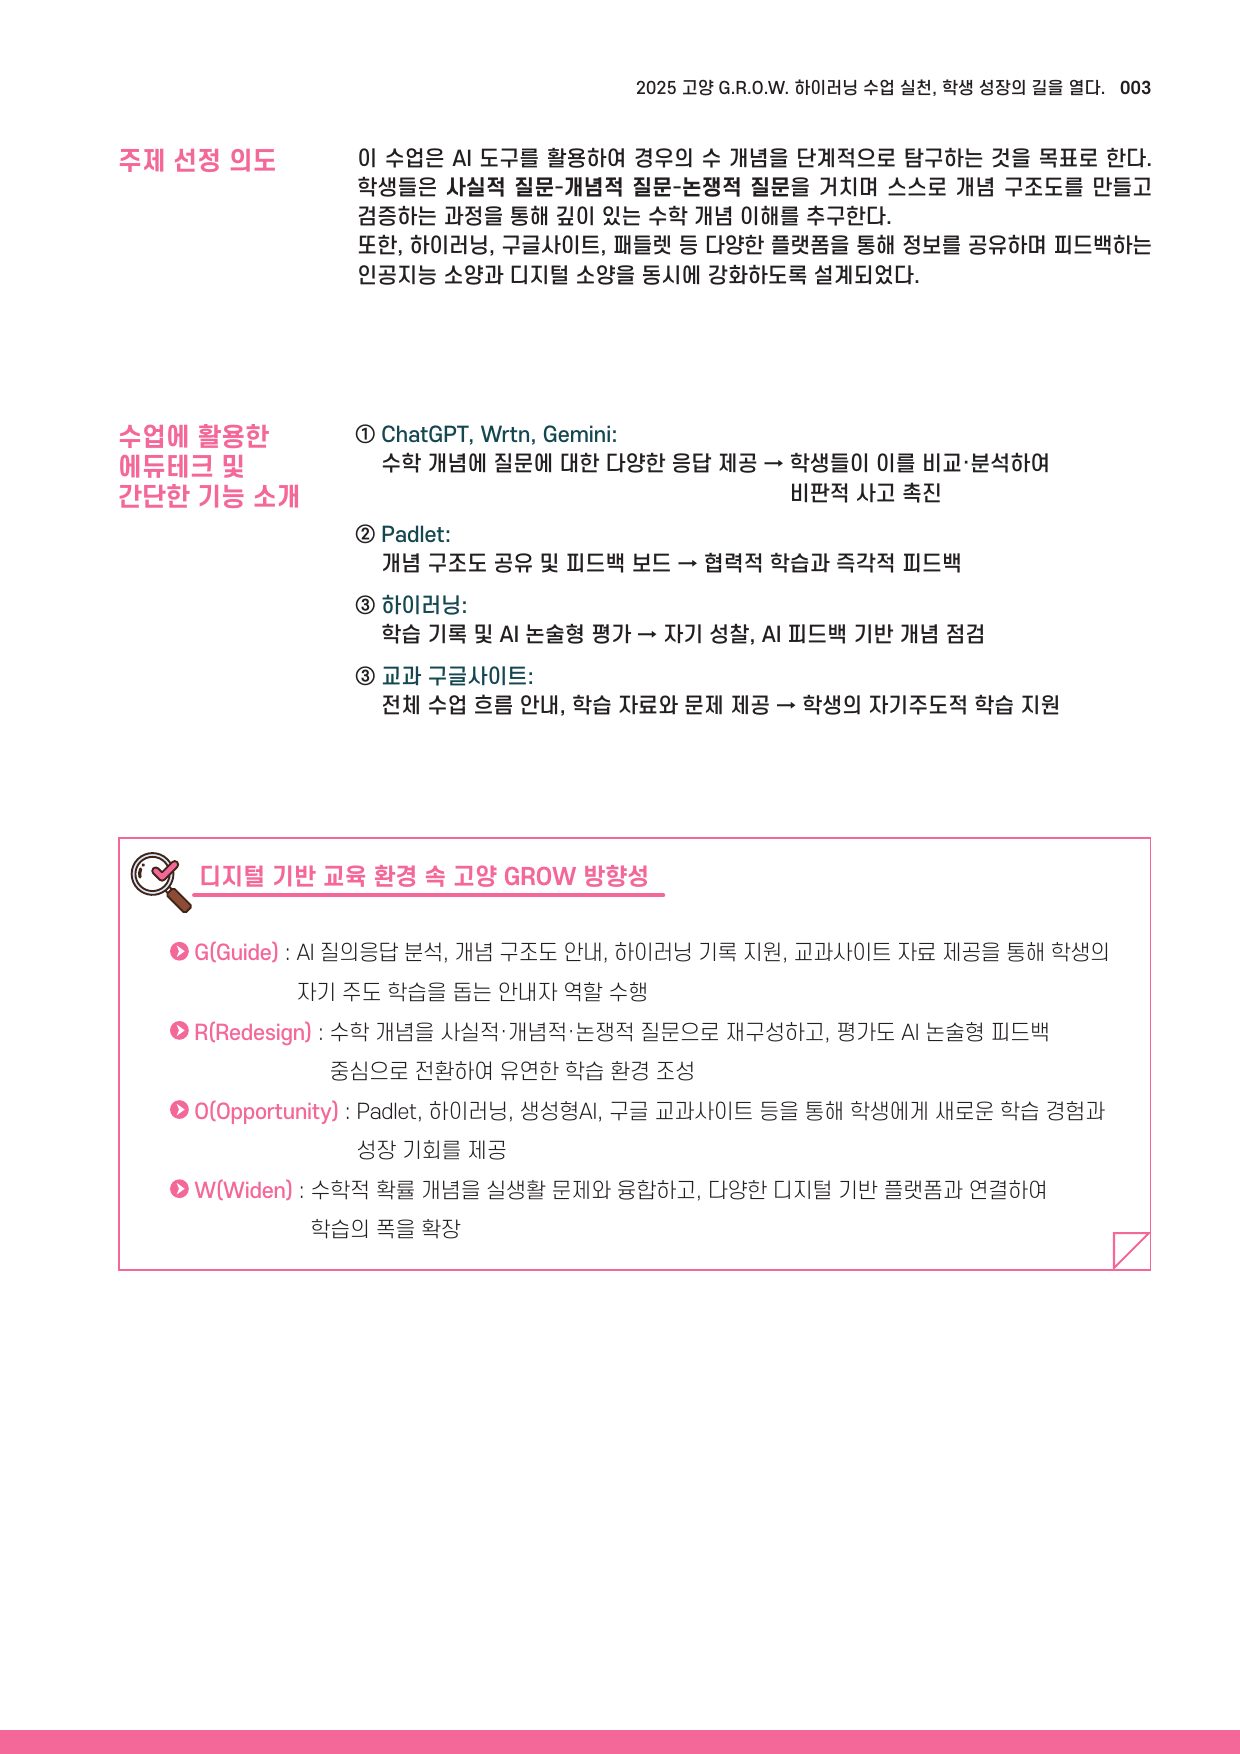 2025 고양 G.R.O.W. 하이러닝 수업 실천, 학생 성장의 길을 열다. 003
주제 선정 의도
이 수업은 AI 도구를 활용하여 경우의 수 개념을 단계적으로 탐구하는 것을 목표로 한다.
학생들은 사실적 질문-개념적 질문-논쟁적 질문을 거치며 스스로 개념 구조도를 만들고
검증하는 과정을 통해 깊이 있는 수학 개념 이해를 추구한다.
또한, 하이러닝, 구글사이트, 패들렛 등 다양한 플랫폼을 통해 정보를 공유하며 피드백하는
인공지능 소양과 디지털 소양을 동시에 강화하도록 설계되었다.
수업에 활용한
에듀테크 및
간단한 기능 소개
① ChatGPT, Wrtn, Gemini:
수학 개념에 질문에 대한 다양한 응답 제공 → 학생들이 이를 비교·분석하여
비판적 사고 촉진
② Padlet:
개념 구조도 공유 및 피드백 보드 → 협력적 학습과 즉각적 피드백
③ 하이러닝:
학습 기록 및 AI 논술형 평가 → 자기 성찰, AI 피드백 기반 개념 점검
③ 교과 구글사이트:
전체 수업 흐름 안내, 학습 자료와 문제 제공 → 학생의 자기주도적 학습 지원
디지털 기반 교육 환경 속 고양 GROW 방향성
G(Guide) : AI 질의응답 분석, 개념 구조도 안내, 하이러닝 기록 지원, 교과사이트 자료 제공을 통해 학생의
자기 주도 학습을 돕는 안내자 역할 수행
R(Redesign) : 수학 개념을 사실적·개념적·논쟁적 질문으로 재구성하고, 평가도 AI 논술형 피드백
중심으로 전환하여 유연한 학습 환경 조성
O(Opportunity) : Padlet, 하이러닝, 생성형AI, 구글 교과사이트 등을 통해 학생에게 새로운 학습 경험과
성장 기회를 제공
W(Widen) : 수학적 확률 개념을 실생활 문제와 융합하고, 다양한 디지털 기반 플랫폼과 연결하여
학습의 폭을 확장